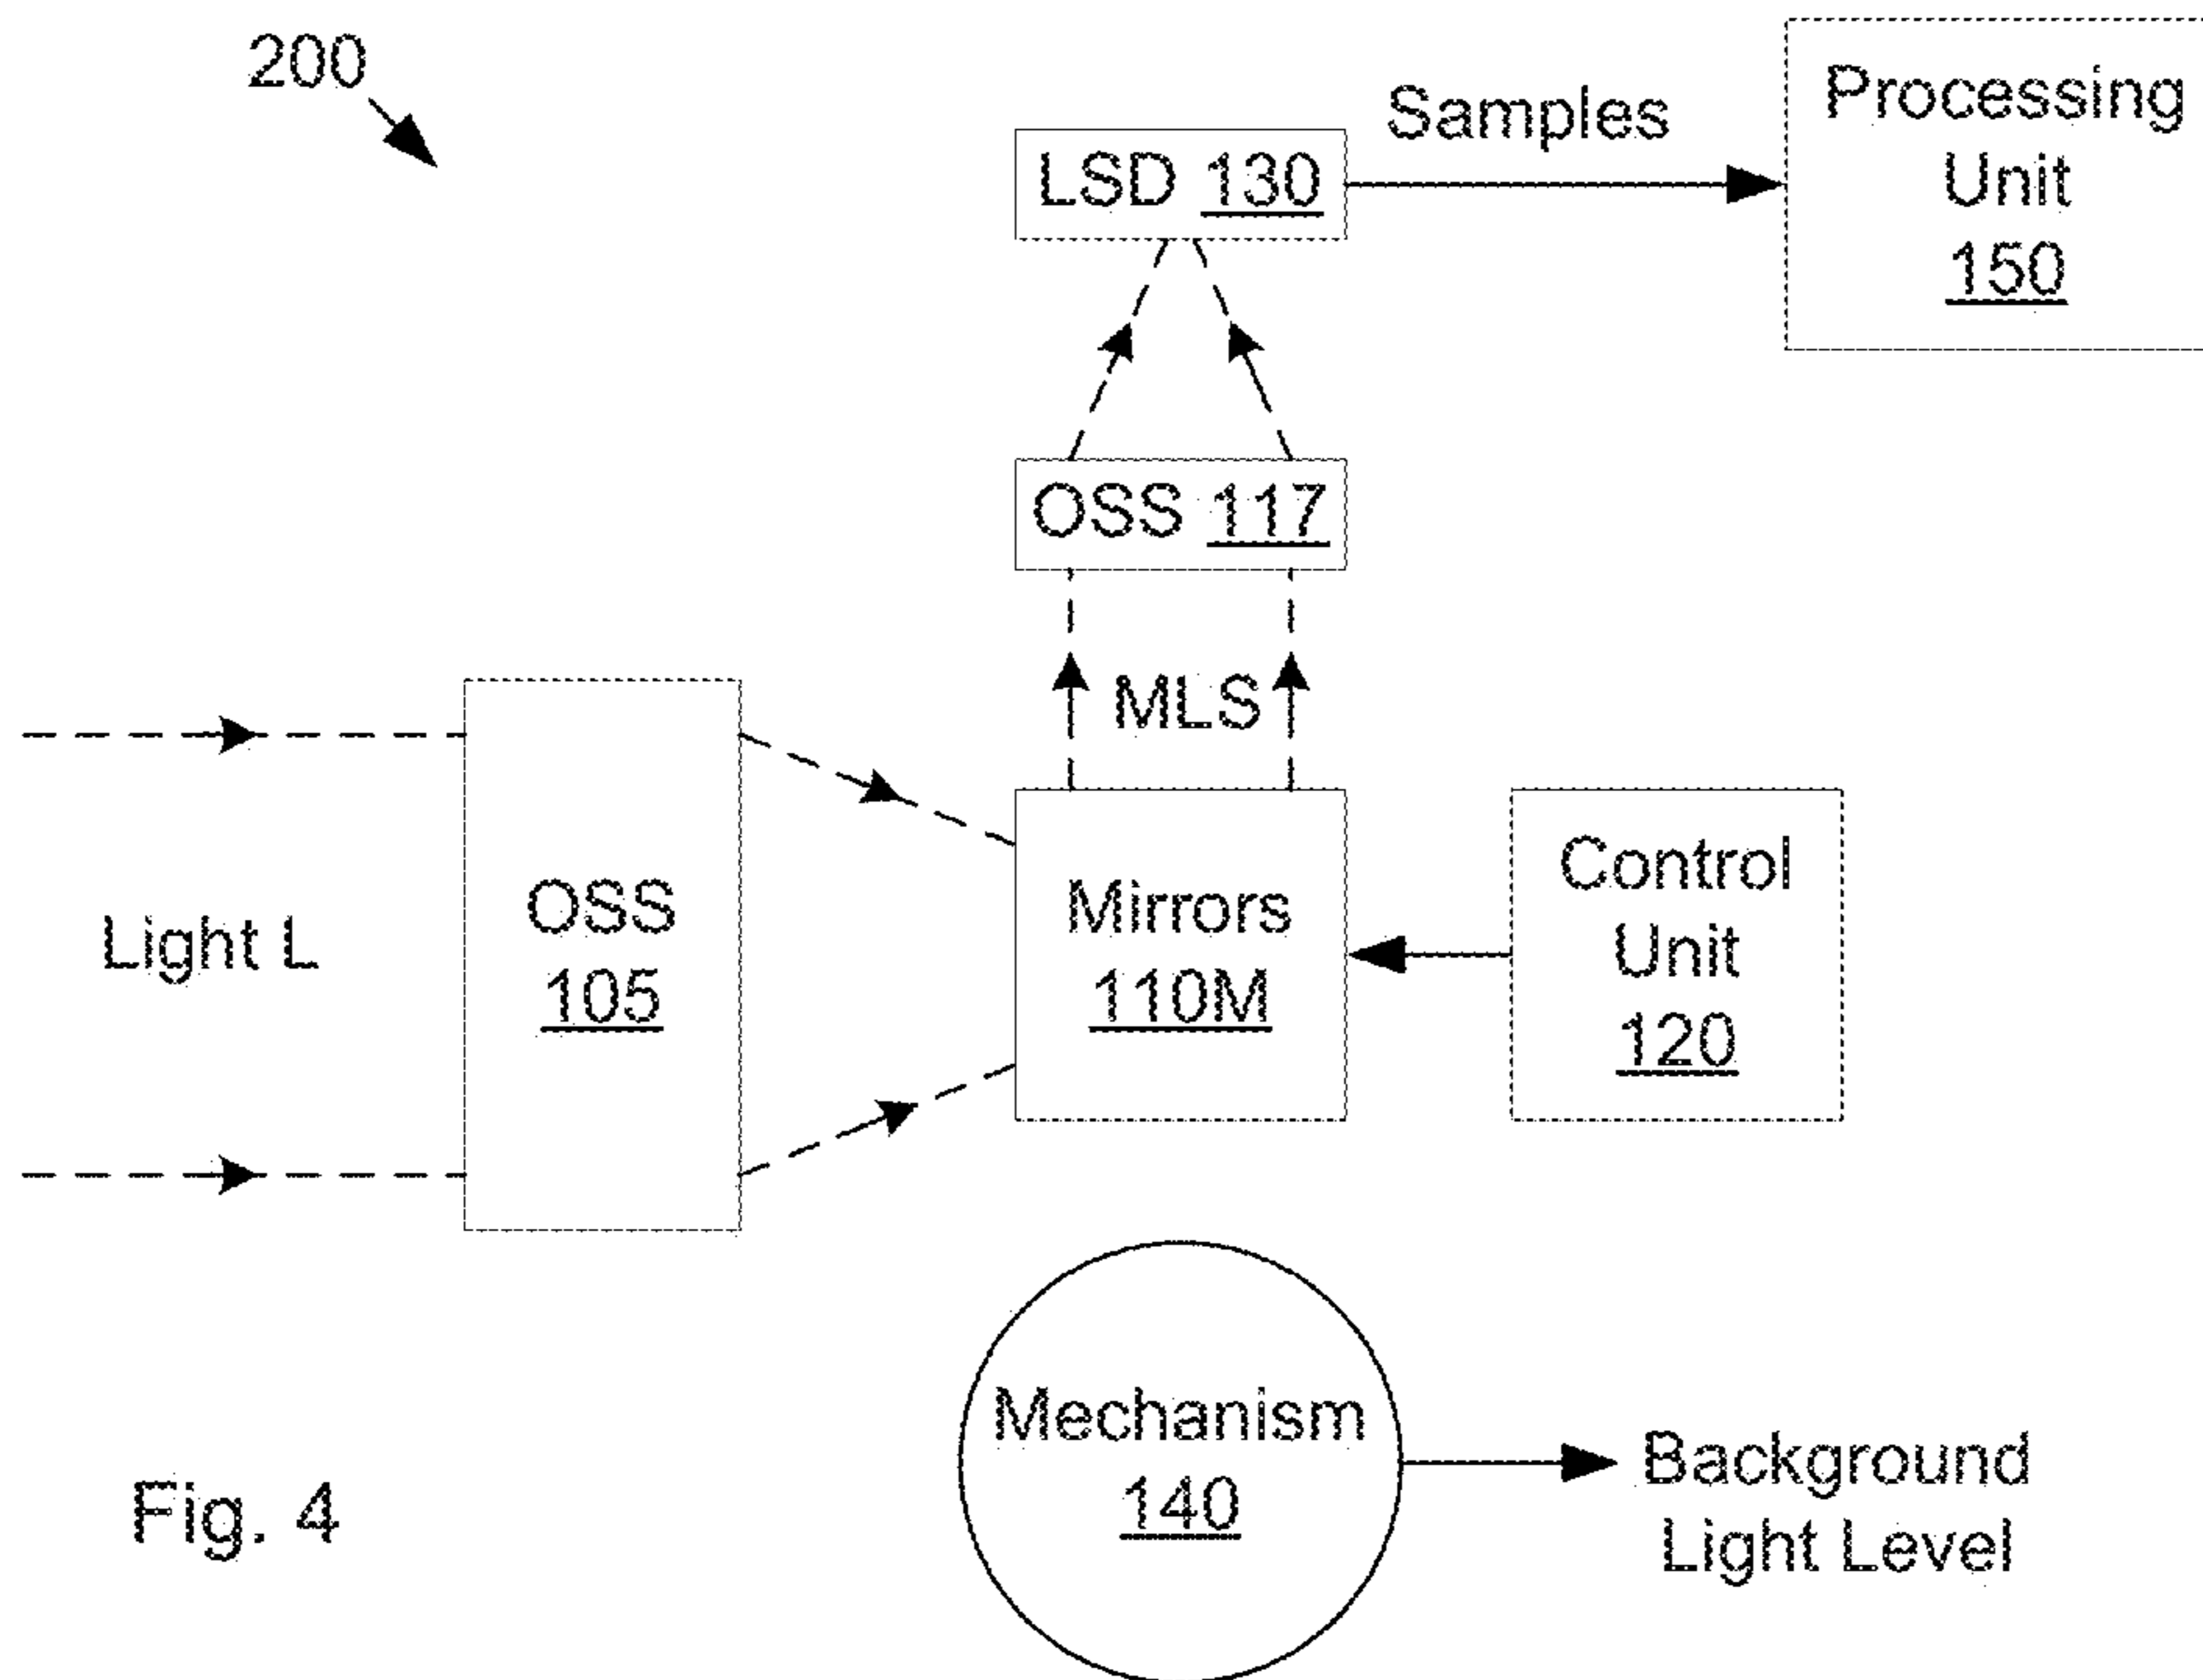 200
LSD 130
Samples
Processing
Unit
150
OSS 117
MLS
Light L
OSS
105
Mirrors
110M
Control
Unit
120
Mechanism
140
Background
Light Level
Fig. 4